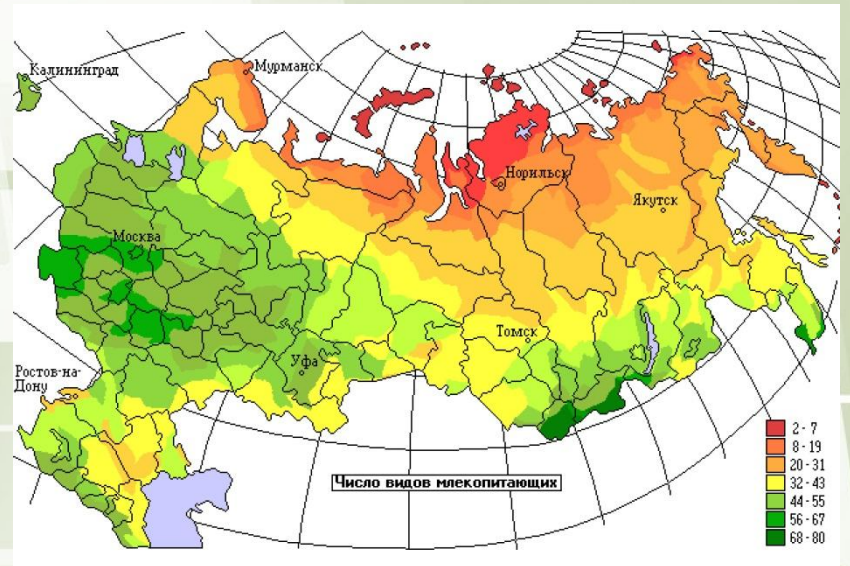 Калининград
Мурманск
Норильск
Якутск
Москва
Томск
Уфа
Ростов-на-
Дону
Число видов млекопитающих
2 - 7
8 - 19
20 - 31
32 - 43
44 - 55
56 - 67
68 - 80